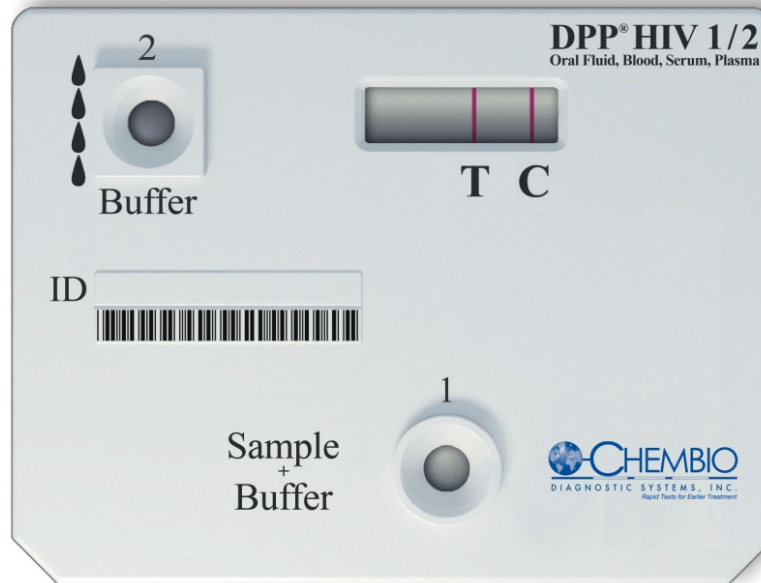 DPP® HIV 1/2
Oral Fluid, Blood, Serum, Plasma
2
Buffer
T C
ID
1
Sample
+
Buffer
CHEMBIO
DIAGNOSTIC SYSTEMS, INC.
Rapid Tests for Earlier Treatment